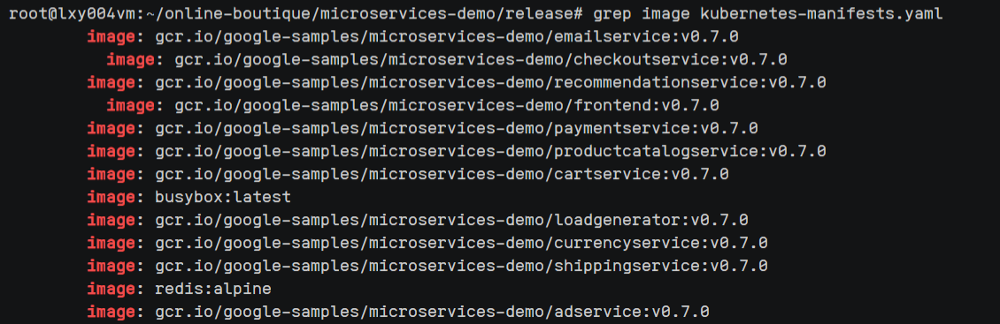 root@lxy004vm:~/online-boutique/microservices-demo/release# grep image kubernetes-manifests.yaml
image: gcr.io/google-samples/microservices-demo/emailservice:v0.7.0
image: gcr.io/google-samples/microservices-demo/checkoutservice:v0.7.0
image: gcr.io/google-samples/microservices-demo/recommendationservice:v0.7.0
image: gcr.io/google-samples/microservices-demo/frontend:v0.7.0
image: gcr.io/google-samples/microservices-demo/paymentservice:v0.7.0
image: gcr.io/google-samples/microservices-demo/productcatalogservice:v0.7.0
image: gcr.io/google-samples/microservices-demo/cartservice:v0.7.0
image: busybox:latest
image: gcr.io/google-samples/microservices-demo/loadgenerator:v0.7.0
image: gcr.io/google-samples/microservices-demo/currencyservice:v0.7.0
image: gcr.io/google-samples/microservices-demo/shippingservice:v0.7.0
image: redis:alpine
image: gcr.io/google-samples/microservices-demo/adservice:v0.7.0